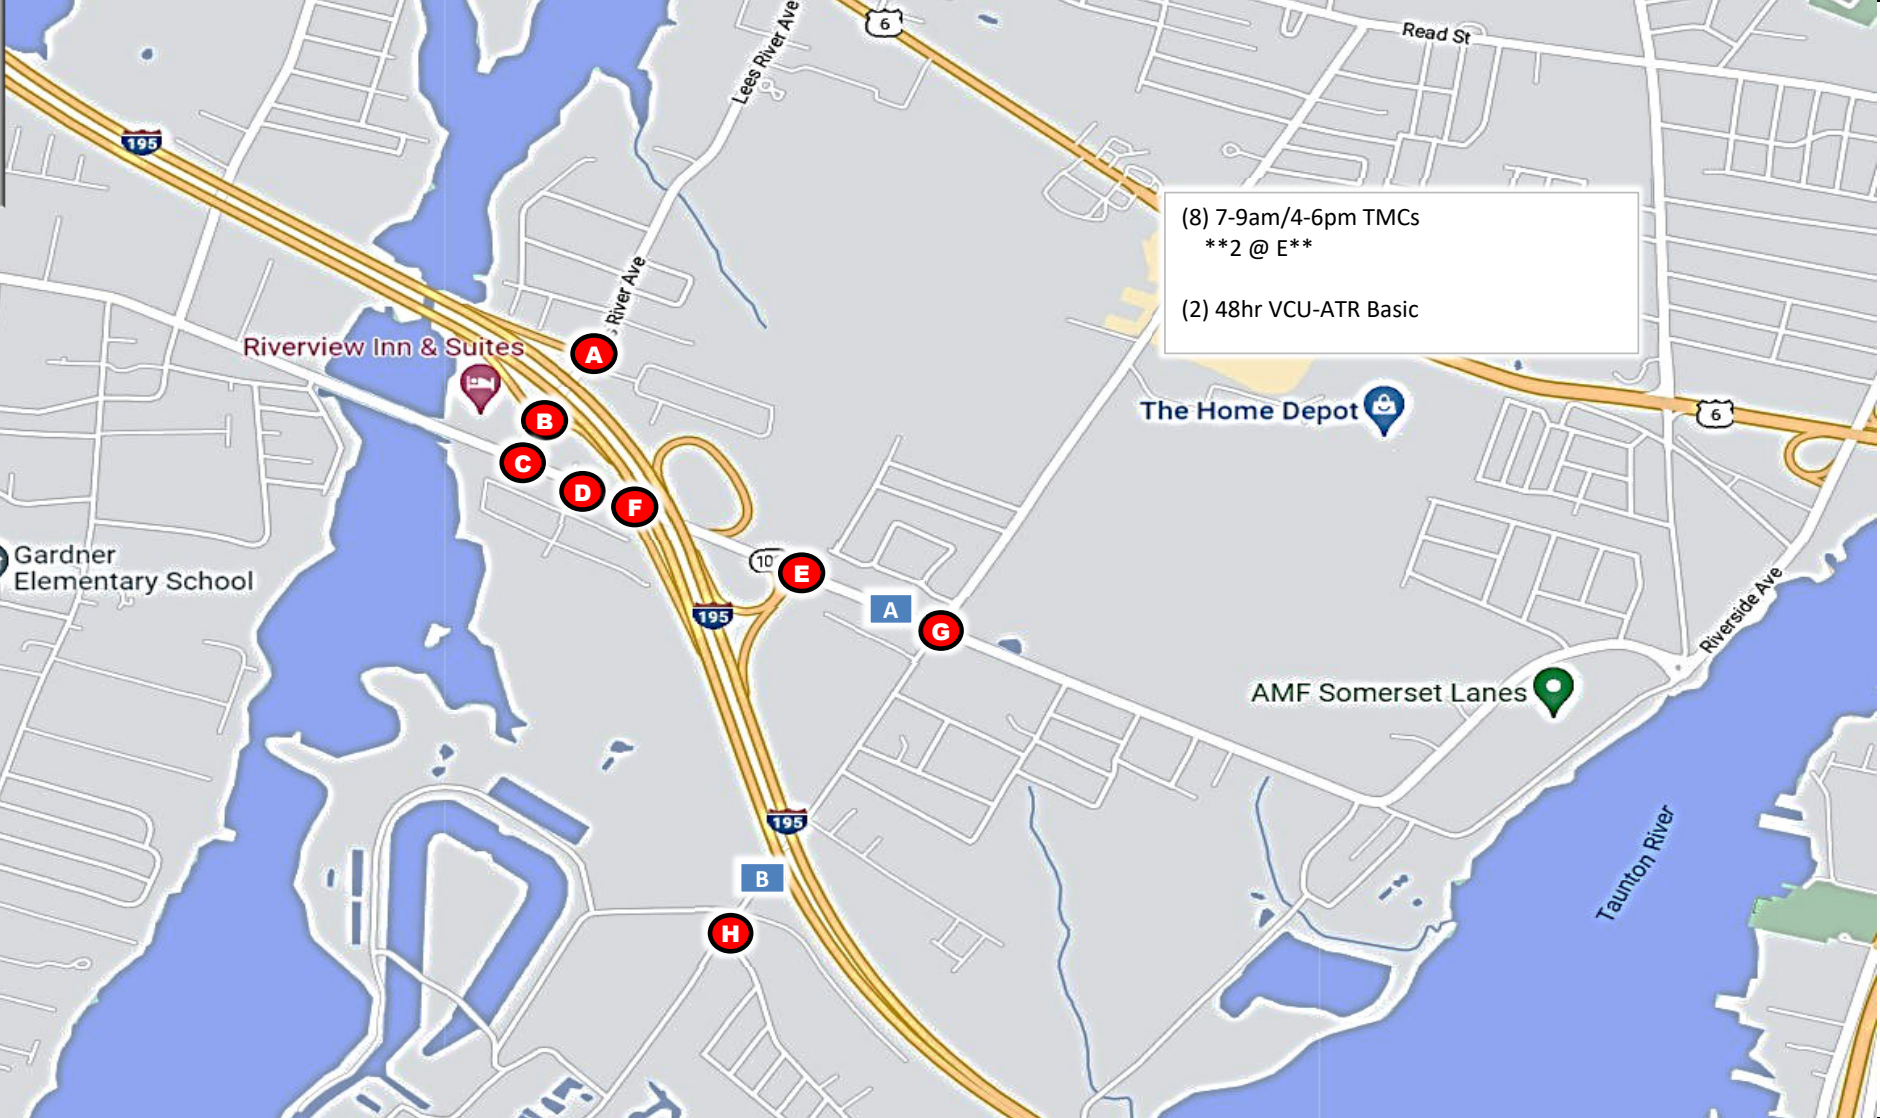 6
Read St
Lees River Ave
195
(8) 7-9am/4-6pm TMCs
**2 @ E**
(2) 48hr VCU-ATR Basic
River Ave
A
Riverview Inn & Suites
B
The Home Depot
6
C
D
F
Gardner
Elementary School
10
E
A
195
G
Riverside Ave
AMF Somerset Lanes
195
B
Taunton River
H